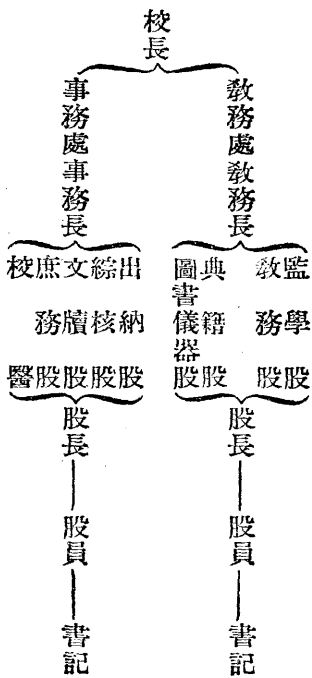 校長
教務處教務長
監學股
教務股
典籍股
圖書儀器股
股長
股員
書記
事務處事務長
出納股
綜核股
文牘股
庶務股
校醫
股長
股員
書記